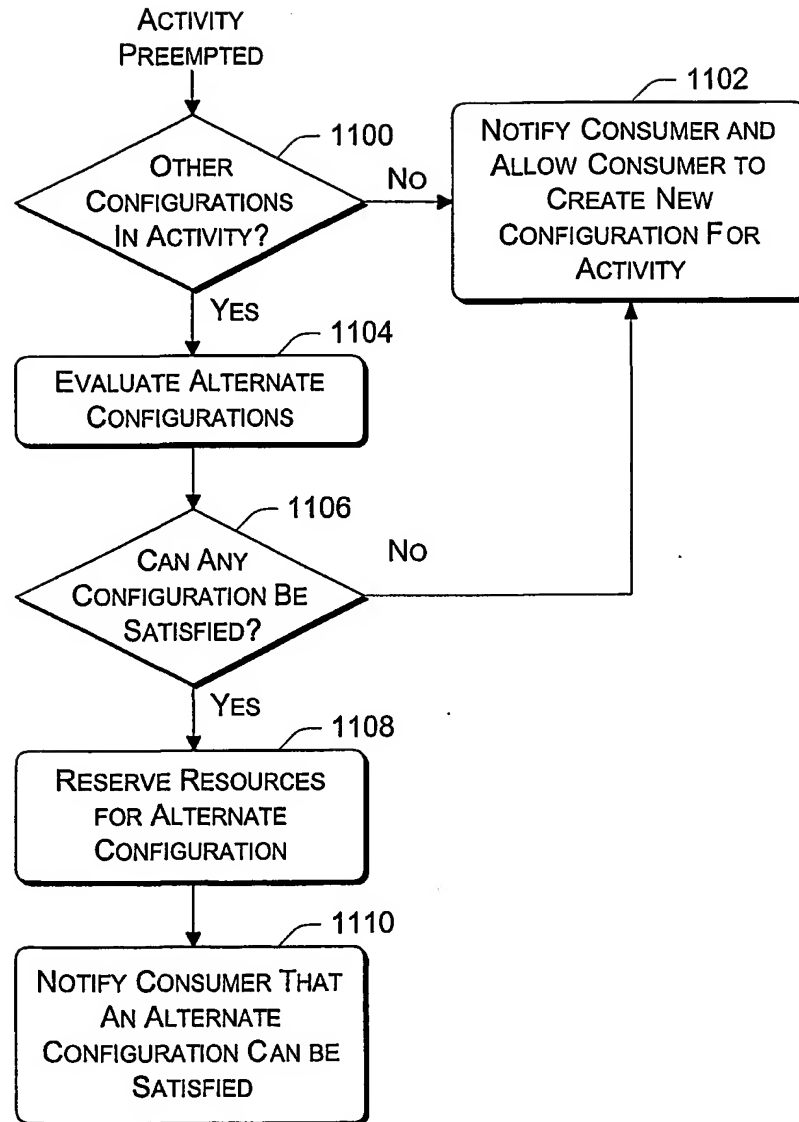 ACTIVITY
PREEMPTED
1100
OTHER
CONFIGURATIONS
IN ACTIVITY?
NO
1102
NOTIFY CONSUMER AND
ALLOW CONSUMER TO
CREATE NEW
CONFIGURATION FOR
ACTIVITY
YES
1104
EVALUATE ALTERNATE
CONFIGURATIONS
1106
CAN ANY
CONFIGURATION BE
SATISFIED?
NO
YES
1108
RESERVE RESOURCES
FOR ALTERNATE
CONFIGURATION
1110
NOTIFY CONSUMER THAT
AN ALTERNATE
CONFIGURATION CAN BE
SATISFIED